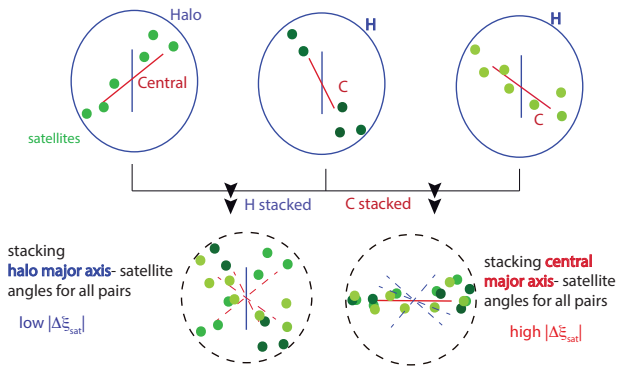 Halo
H
H
Central
C
C
satellites
H stacked
C stacked
stacking
halo major axis- satellite
angles for all pairs
low |Δξsat|
stacking central
major axis- satellite
angles for all pairs
high |Δξsat|